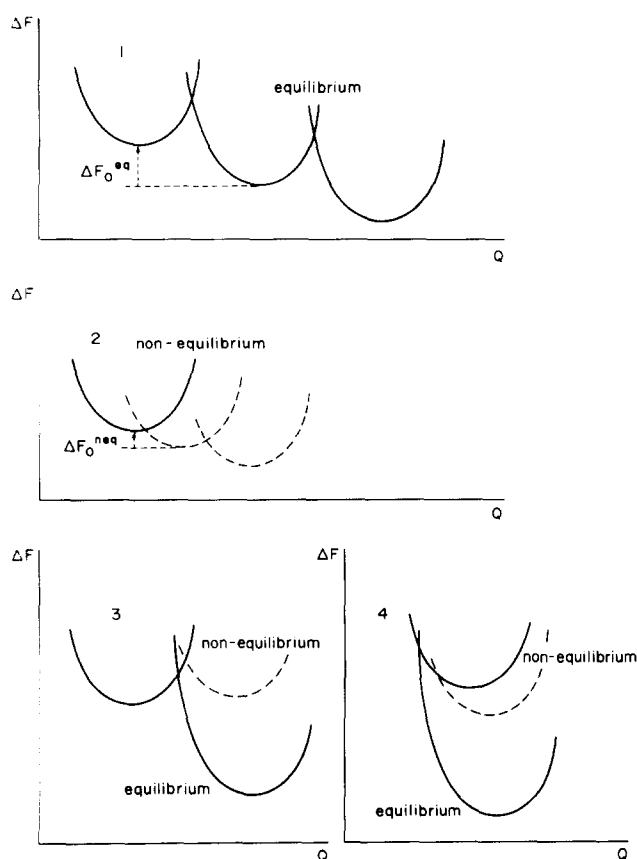 ΔF
1
equilibrium
ΔF₀ᵉq
Q
ΔF
2
non-equilibrium
ΔF₀ⁿᵉq
Q
ΔF
3
non-equilibrium
equilibrium
Q
ΔF
4
non-equilibrium
equilibrium
Q